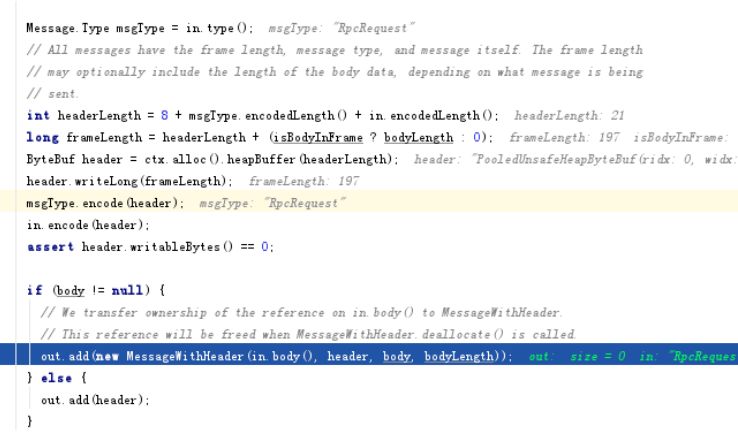 Message.Type msgType = in.type();  msgType: "RpcRequest"
// All messages have the frame length, message type, and message itself. The frame length
// may optionally include the length of the body data, depending on what message is being
// sent.
int headerLength = 8 + msgType.encodedLength() + in.encodedLength();  headerLength: 21
long frameLength = headerLength + (isBodyInFrame ? bodyLength : 0);  frameLength: 197  isBodyInFrame:
ByteBuf header = ctx.alloc().heapBuffer(headerLength);  header: "PooledUnsafeHeapByteBuf(ridx: 0, widx:
header.writeLong(frameLength);  frameLength: 197
msgType.encode(header);  msgType: "RpcRequest"
in.encode(header);
assert header.writableBytes() == 0;
if (body != null) {
// We transfer ownership of the reference on in.body() to MessageWithHeader.
// This reference will be freed when MessageWithHeader.deallocate() is called.
out.add(new MessageWithHeader(in.body(), header, body, bodyLength));  out:  size = 0  in: "RpcReques
} else {
out.add(header);
}